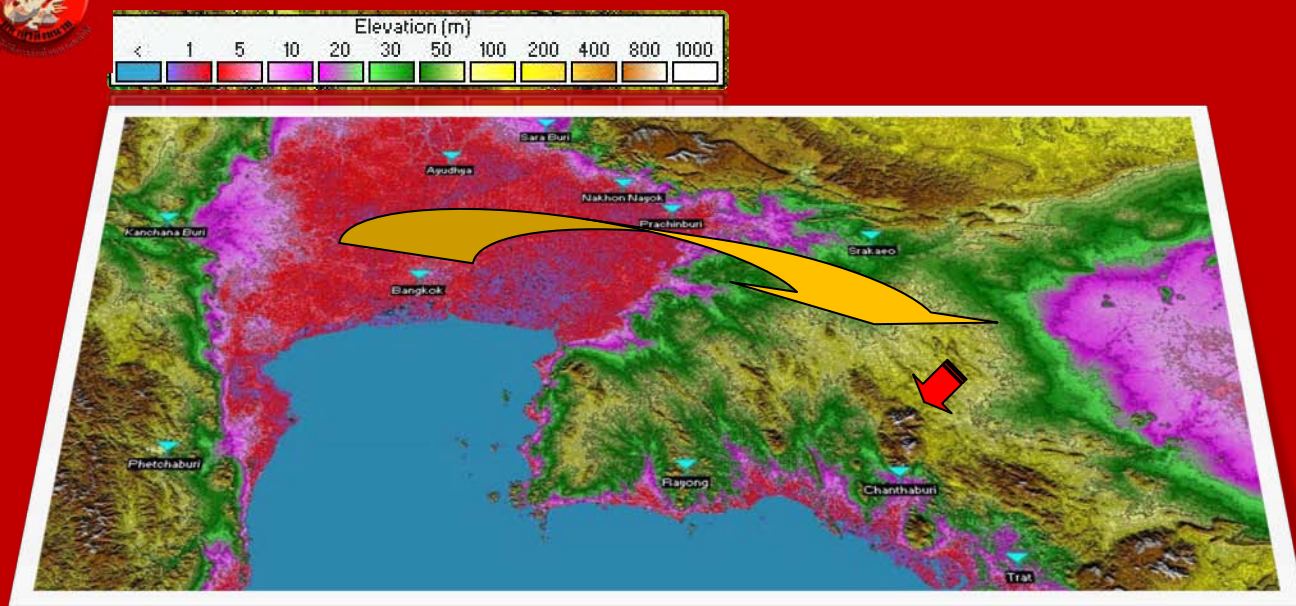 Elevation (m)
< 1 5 10 20 30 50 100 200 400 800 1000
Sara Buri
Ayudhya
Nakhon Nayok
Prachinburi
Kanchana Buri
Srakaeo
Bangkok
Phetchaburi
Rayong
Chanthaburi
Trat